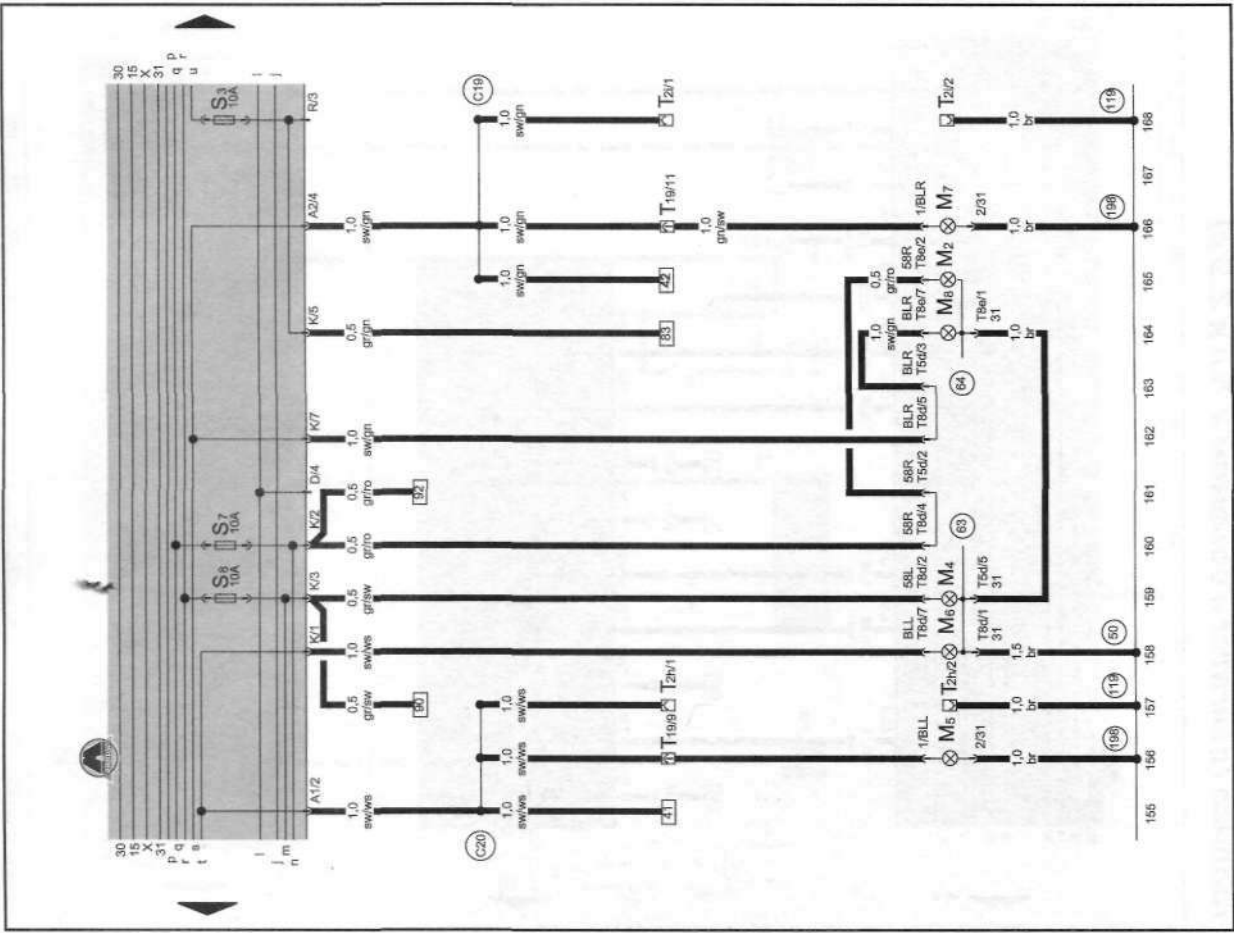 30
15
X
31
p
q
r
s
t
l
j
m
n
30
15
X
31
q p
r
u
l
j
S8
10A
S7
10A
S3
10A
A1/2
K/1
K/3
K/2
D/4
K/7
K/5
A2/4
R/3
1,0
sw/ws
0,5
gr/sw
1,0
sw/ws
0,5
gr/sw
0,5
gr/ro
0,5
gr/ro
1,0
sw/gn
0,5
gr/gn
1,0
sw/gn
90
92
C20
C19
1,0
sw/ws
1,0
sw/ws
1,0
sw/ws
1,0
sw/gn
1,0
sw/gn
1,0
sw/gn
41
T19/9
T2h/1
83
42
T19/11
T2i/1
1,0
gn/sw
1,0
sw/gn
0,5
gr/ro
1/BLL
BLL
T8d/7
58L
T8d/2
58R
T8d/4
58R
T5d/2
BLR
T8d/5
BLR
T5d/3
BLR
T8e/7
58R
T8e/2
1/BLR
M5
T2h/2
M6
M4
M8
M2
M7
T2i/2
63
64
2/31
T8d/1
31
T5d/5
31
T8e/1
31
2/31
1,0
br
1,0
br
1,5
br
1,0
br
1,0
br
1,0
br
198
119
50
198
119
155
156
157
158
159
160
161
162
163
164
165
166
167
168